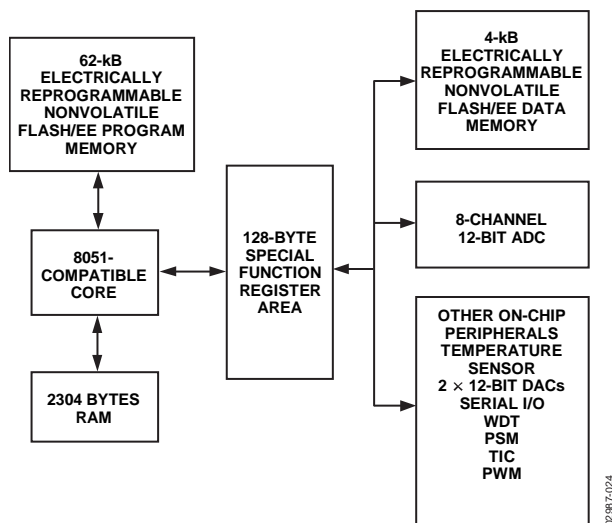 62-kB
ELECTRICALLY
REPROGRAMMABLE
NONVOLATILE
FLASH/EE PROGRAM
MEMORY
8051-
COMPATIBLE
CORE
2304 BYTES
RAM
128-BYTE
SPECIAL
FUNCTION
REGISTER
AREA
4-kB
ELECTRICALLY
REPROGRAMMABLE
NONVOLATILE
FLASH/EE DATA
MEMORY
8-CHANNEL
12-BIT ADC
OTHER ON-CHIP
PERIPHERALS
TEMPERATURE
SENSOR
2 × 12-BIT DACs
SERIAL I/O
WDT
PSM
TIC
PWM
02987-024